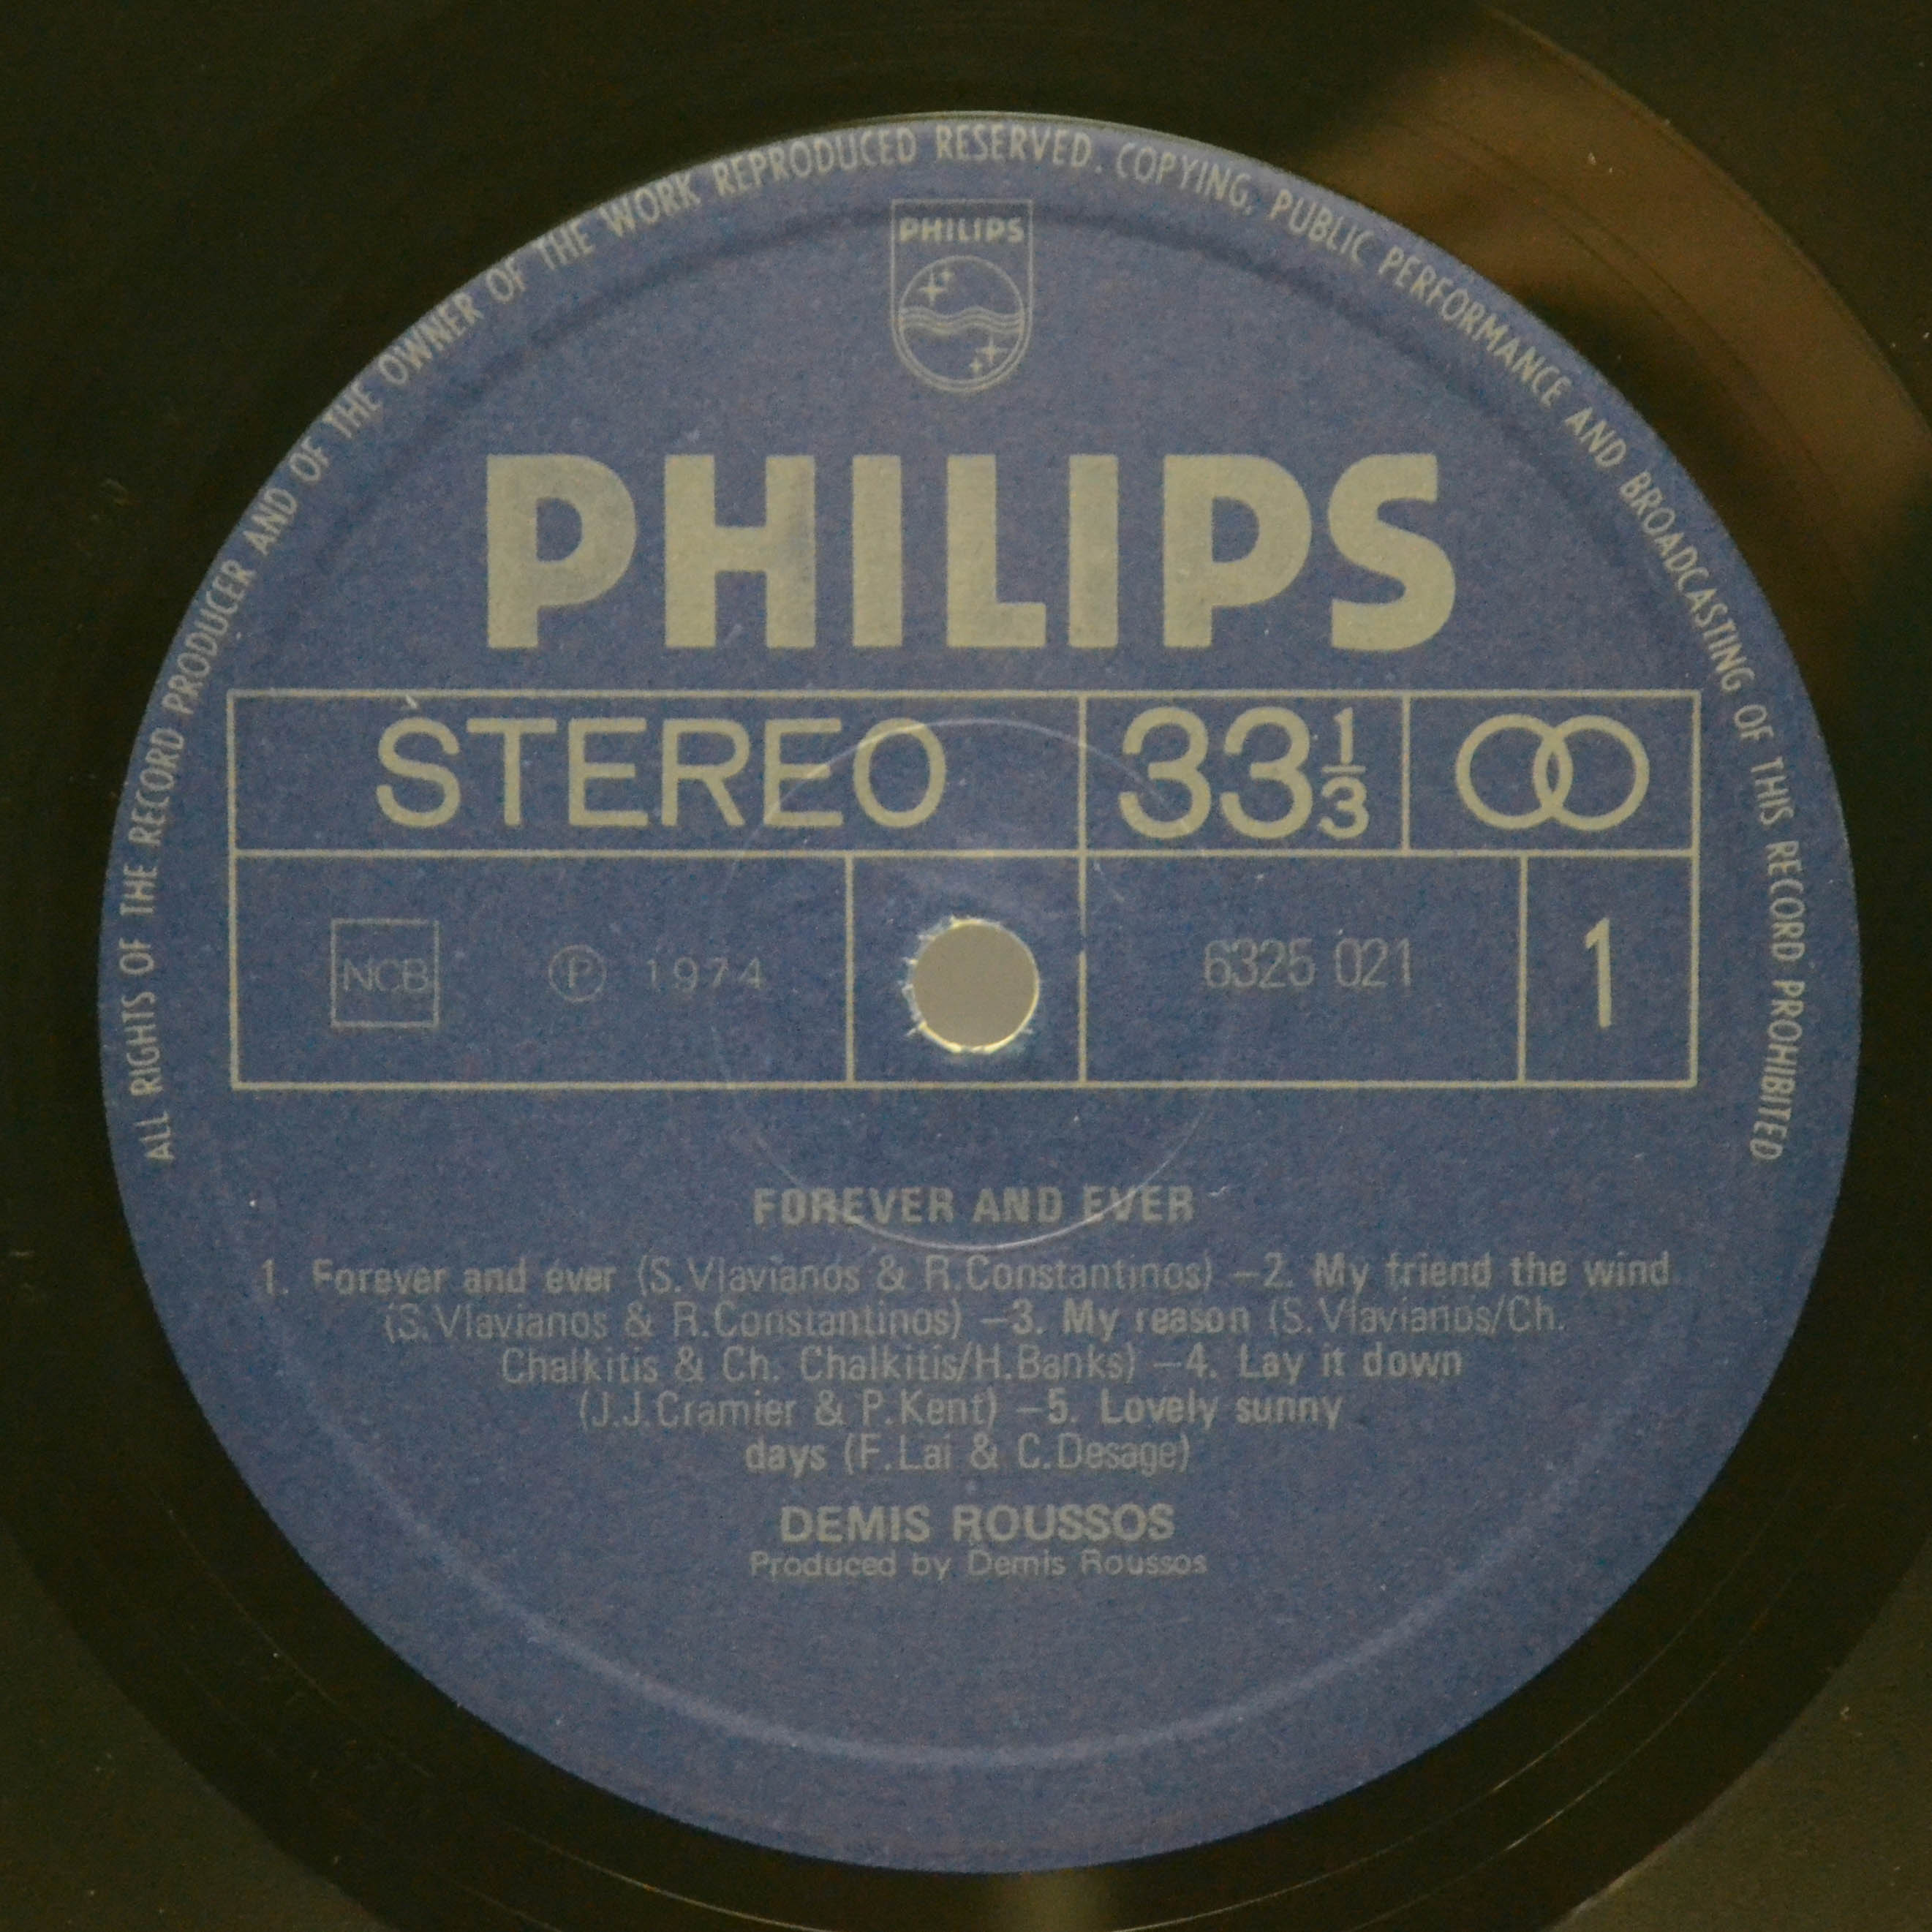 ALL RIGHTS OF THE RECORD PRODUCER AND OF THE OWNER OF THE WORK REPRODUCED RESERVED. COPYING, PUBLIC PERFORMANCE AND BROADCASTING OF THIS RECORD PROHIBITED
PHILIPS
PHILIPS
STEREO 33 1/3
NCB Ⓟ 1974 6325 021 1
FOREVER AND EVER
1. Forever and ever (S.Vlavianos & R.Constantinos) –2. My friend the wind
(S.Vlavianos & R.Constantinos) –3. My reason (S.Vlavianos/Ch.
Chalkitis & Ch. Chalkitis/H.Banks) –4. Lay it down
(J.J.Cramier & P.Kent) –5. Lovely sunny
days (F.Lai & C.Desage)
DEMIS ROUSSOS
Produced by Demis Roussos